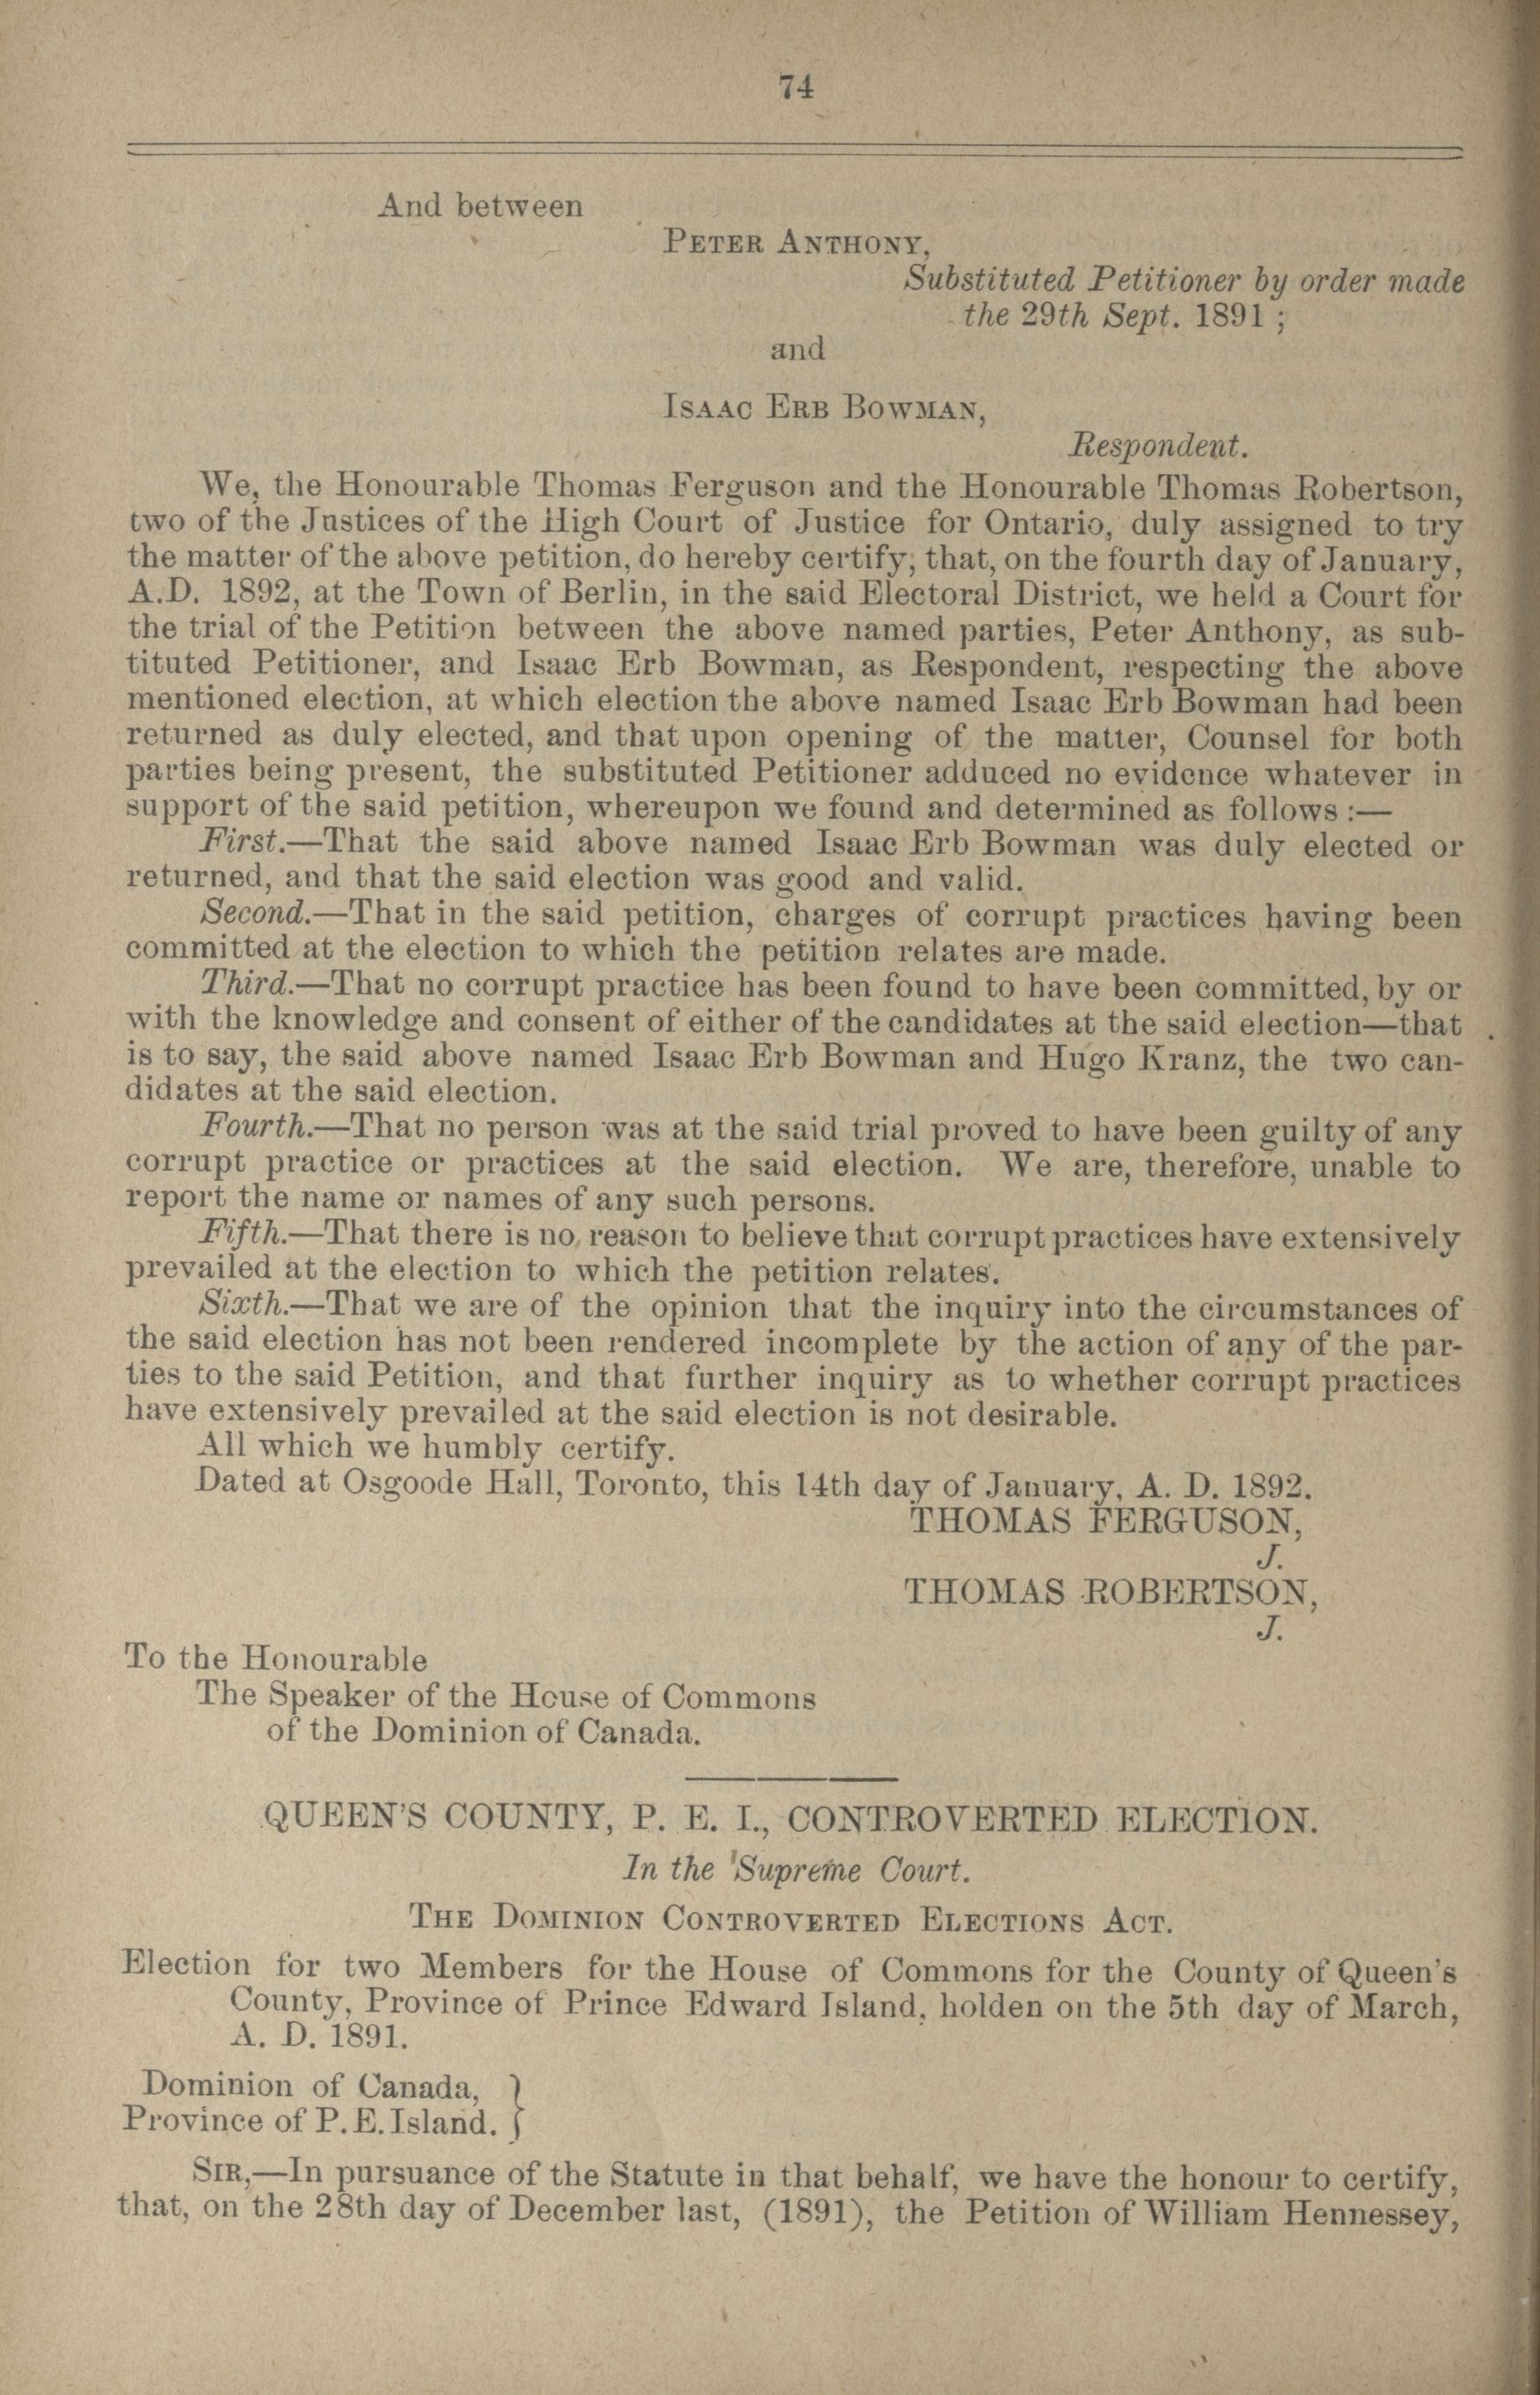 74
And between
PETER ANTHONY,
Substituted Petitioner by order made
the 29th Sept. 1891 ;
and
ISAAC ERB BOWMAN,
Respondent.
We, the Honourable Thomas Ferguson and the Honourable Thomas Robertson,
two of the Justices of the High Court of Justice for Ontario, duly assigned to try
the matter of the above petition, do hereby certify; that, on the fourth day of January,
A.D. 1892, at the Town of Berlin, in the said Electoral District, we held a Court for
the trial of the Petition between the above named parties, Peter Anthony, as sub-
tituted Petitioner, and Isaac Erb Bowman, as Respondent, respecting the above
mentioned election, at which election the above named Isaac Erb Bowman had been
returned as duly elected, and that upon opening of the matter, Counsel for both
parties being present, the substituted Petitioner adduced no evidence whatever in
support of the said petition, whereupon we found and determined as follows :—
First.—That the said above named Isaac Erb Bowman was duly elected or
returned, and that the said election was good and valid.
Second.—That in the said petition, charges of corrupt practices having been
committed at the election to which the petition relates are made.
Third.—That no corrupt practice has been found to have been committed, by or
with the knowledge and consent of either of the candidates at the said election—that
is to say, the said above named Isaac Erb Bowman and Hugo Kranz, the two can-
didates at the said election.
Fourth.—That no person was at the said trial proved to have been guilty of any
corrupt practice or practices at the said election. We are, therefore, unable to
report the name or names of any such persons.
Fifth.—That there is no reason to believe that corrupt practices have extensively
prevailed at the election to which the petition relates.
Sixth.—That we are of the opinion that the inquiry into the circumstances of
the said election has not been rendered incomplete by the action of any of the par-
ties to the said Petition, and that further inquiry as to whether corrupt practices
have extensively prevailed at the said election is not desirable.
All which we humbly certify.
Dated at Osgoode Hall, Toronto, this 14th day of January, A. D. 1892.
THOMAS FERGUSON,
J.
THOMAS ROBERTSON,
J.
To the Honourable
The Speaker of the House of Commons
of the Dominion of Canada.
QUEEN'S COUNTY, P. E. I., CONTROVERTED ELECTION.
In the Supreme Court.
THE DOMINION CONTROVERTED ELECTIONS ACT.
Election for two Members for the House of Commons for the County of Queen's
County, Province of Prince Edward Island, holden on the 5th day of March,
A. D. 1891.
Dominion of Canada, }
Province of P. E. Island. }
SIR,—In pursuance of the Statute in that behalf, we have the honour to certify,
that, on the 28th day of December last, (1891), the Petition of William Hennessey,